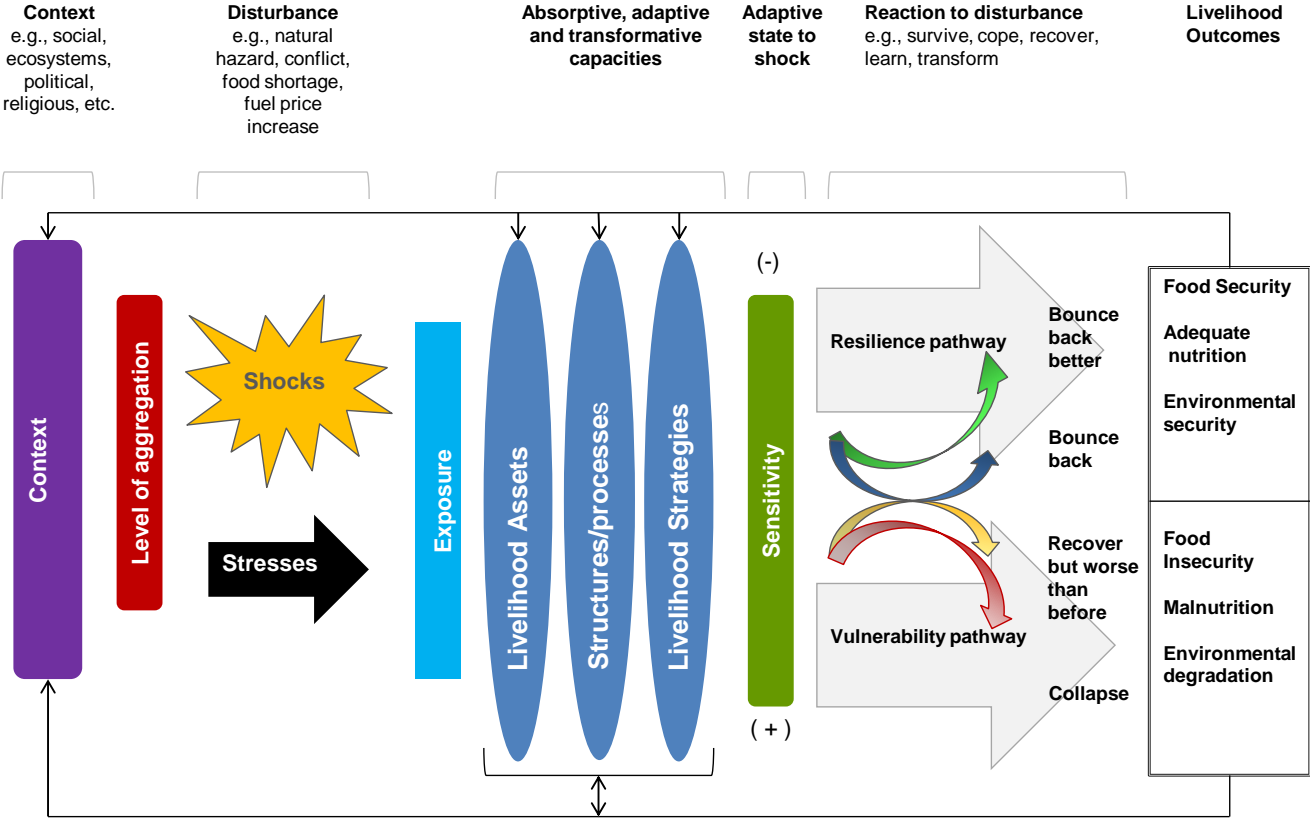 Context
e.g., social,
ecosystems,
political,
religious, etc.
Disturbance
e.g., natural
hazard, conflict,
food shortage,
fuel price
increase
Absorptive, adaptive
and transformative
capacities
Adaptive
state to
shock
Reaction to disturbance
e.g., survive, cope, recover,
learn, transform
Livelihood
Outcomes
Context
Level of aggregation
Shocks
Stresses
Exposure
Livelihood Assets
Structures/processes
Livelihood Strategies
(-)
Sensitivity
( + )
Resilience pathway
Bounce
back
better
Bounce
back
Vulnerability pathway
Recover
but worse
than
before
Collapse
Food Security
Adequate
nutrition
Environmental
security
Food
Insecurity
Malnutrition
Environmental
degradation